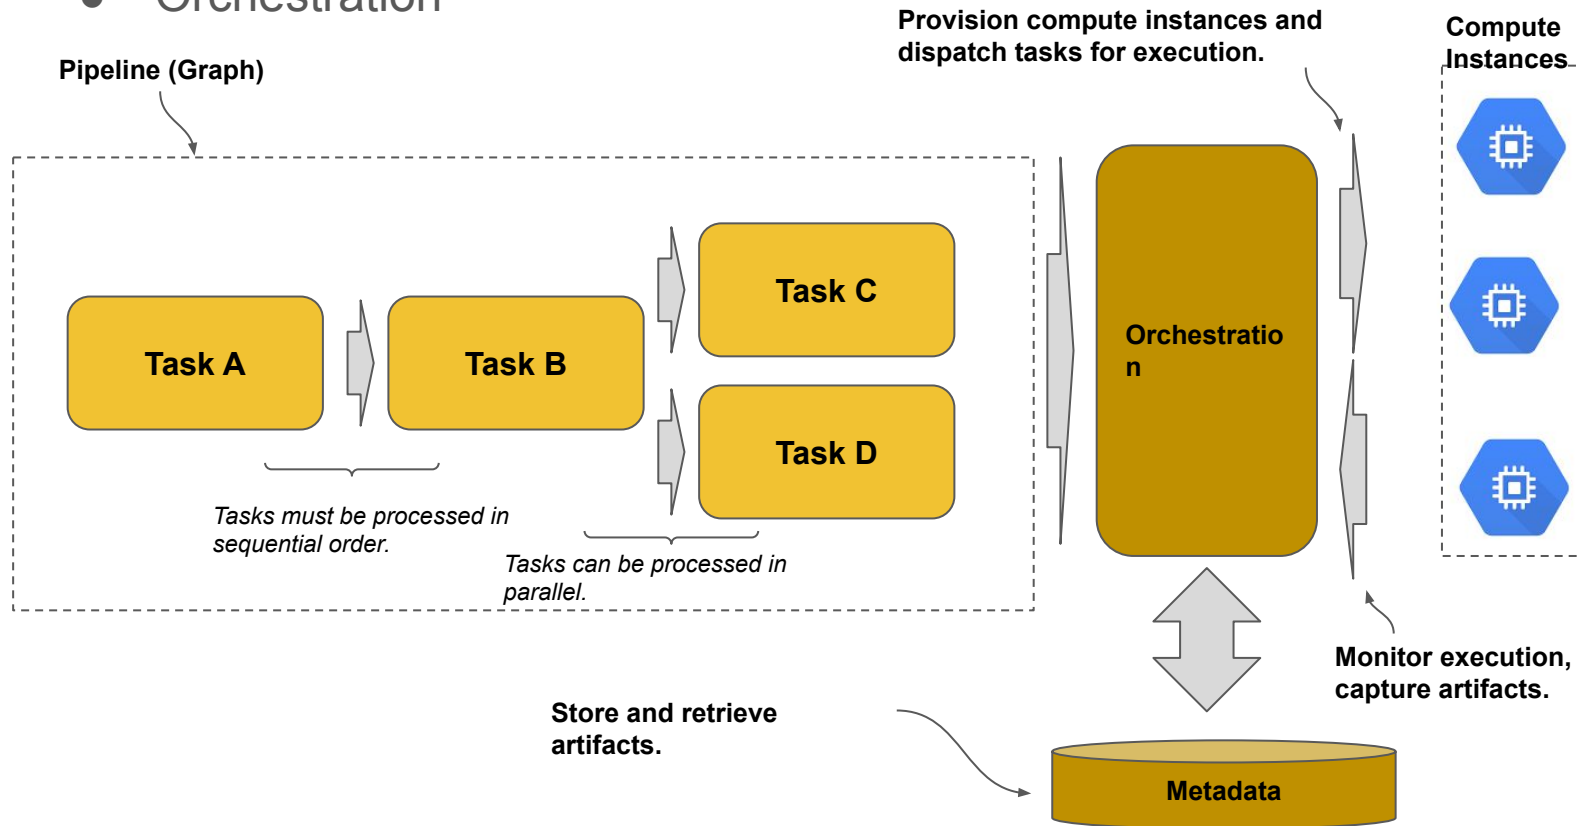 ● Orchestration
Provision compute instances and
dispatch tasks for execution.
Compute
Instances
Pipeline (Graph)
Task A
Task B
Task C
Task D
Orchestratio
n
Tasks must be processed in
sequential order.
Tasks can be processed in
parallel.
Monitor execution,
capture artifacts.
Store and retrieve
artifacts.
Metadata